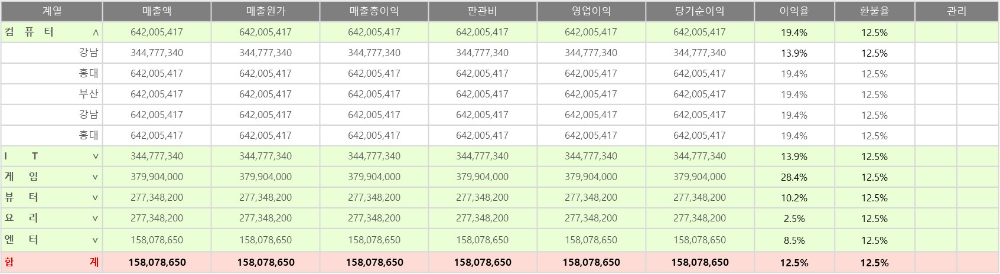 계열 매출액 매출원가 매출총이익 판관비 영업이익 당기순이익 이익율 환불율 관리
컴 퓨 터 ∧ 642,005,417 642,005,417 642,005,417 642,005,417 642,005,417 642,005,417 19.4% 12.5%
강남 344,777,340 344,777,340 344,777,340 344,777,340 344,777,340 344,777,340 13.9% 12.5%
홍대 642,005,417 642,005,417 642,005,417 642,005,417 642,005,417 642,005,417 19.4% 12.5%
부산 642,005,417 642,005,417 642,005,417 642,005,417 642,005,417 642,005,417 19.4% 12.5%
강남 642,005,417 642,005,417 642,005,417 642,005,417 642,005,417 642,005,417 19.4% 12.5%
홍대 642,005,417 642,005,417 642,005,417 642,005,417 642,005,417 642,005,417 19.4% 12.5%
I T ∨ 344,777,340 344,777,340 344,777,340 344,777,340 344,777,340 344,777,340 13.9% 12.5%
게 임 ∨ 379,904,000 379,904,000 379,904,000 379,904,000 379,904,000 379,904,000 28.4% 12.5%
뷰 터 ∨ 277,348,200 277,348,200 277,348,200 277,348,200 277,348,200 277,348,200 10.2% 12.5%
요 리 ∨ 277,348,200 277,348,200 277,348,200 277,348,200 277,348,200 277,348,200 2.5% 12.5%
엔 터 ∨ 158,078,650 158,078,650 158,078,650 158,078,650 158,078,650 158,078,650 8.5% 12.5%
합 계 158,078,650 158,078,650 158,078,650 158,078,650 158,078,650 158,078,650 12.5% 12.5%